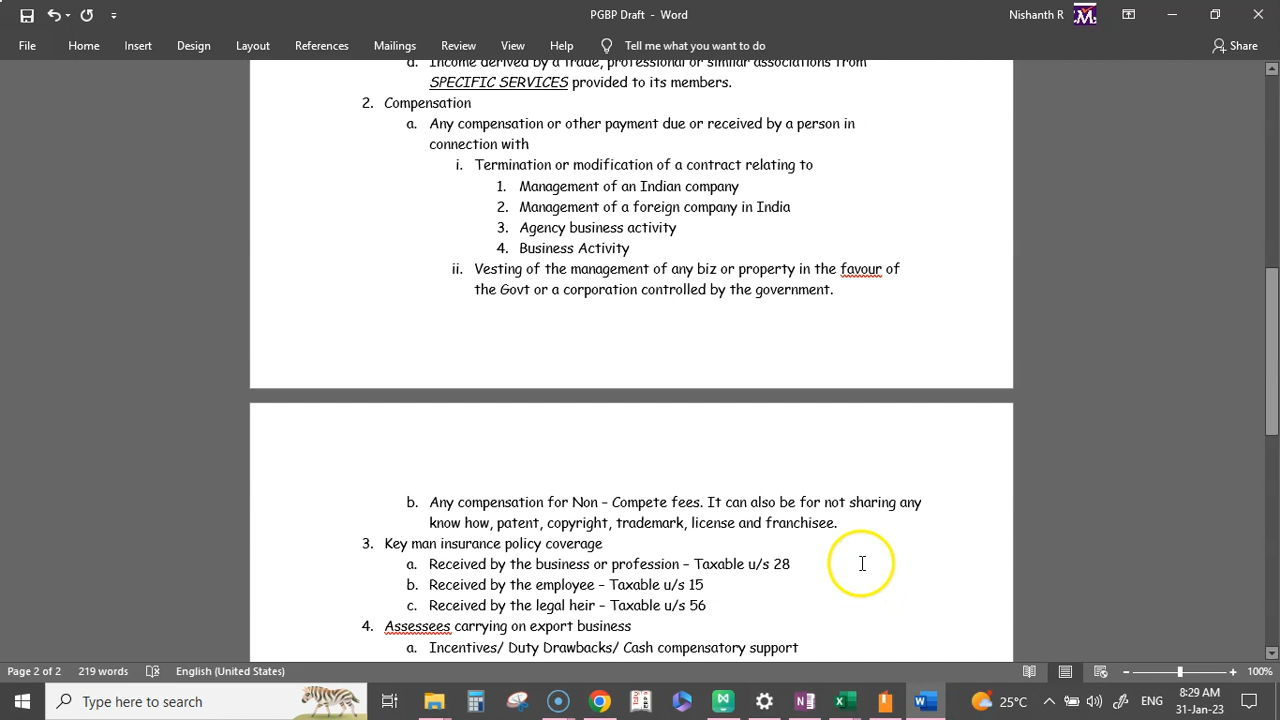 PGBP Draft - Word
Nishanth R
File Home Insert Design Layout References Mailings Review View Help Tell me what you want to do Share
d. Income derived by a trade, professional or similar associations from
SPECIFIC SERVICES provided to its members.
2. Compensation
a. Any compensation or other payment due or received by a person in
connection with
i. Termination or modification of a contract relating to
1. Management of an Indian company
2. Management of a foreign company in India
3. Agency business activity
4. Business Activity
ii. Vesting of the management of any biz or property in the favour of
the Govt or a corporation controlled by the government.
b. Any compensation for Non – Compete fees. It can also be for not sharing any
know how, patent, copyright, trademark, license and franchisee.
3. Key man insurance policy coverage
a. Received by the business or profession – Taxable u/s 28
b. Received by the employee – Taxable u/s 15
c. Received by the legal heir – Taxable u/s 56
4. Assessees carrying on export business
a. Incentives/ Duty Drawbacks/ Cash compensatory support
Page 2 of 2 219 words English (United States) 100%
Type here to search
25°C ENG 8:29 AM
31-Jan-23